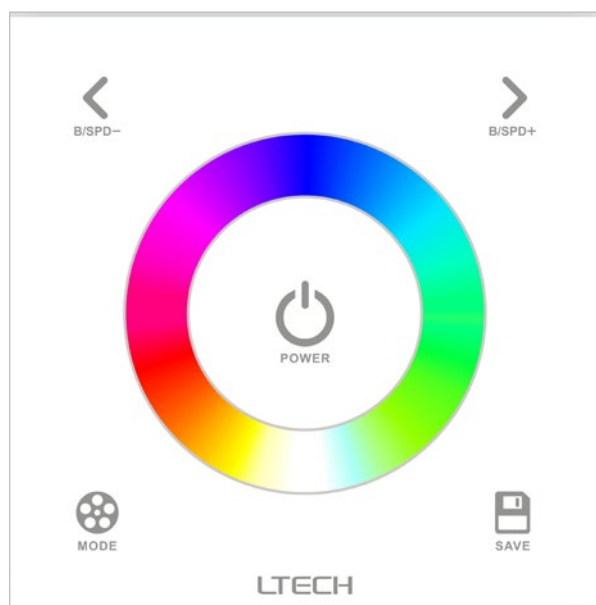 B/SPD−
B/SPD+
POWER
MODE
SAVE
LTECH